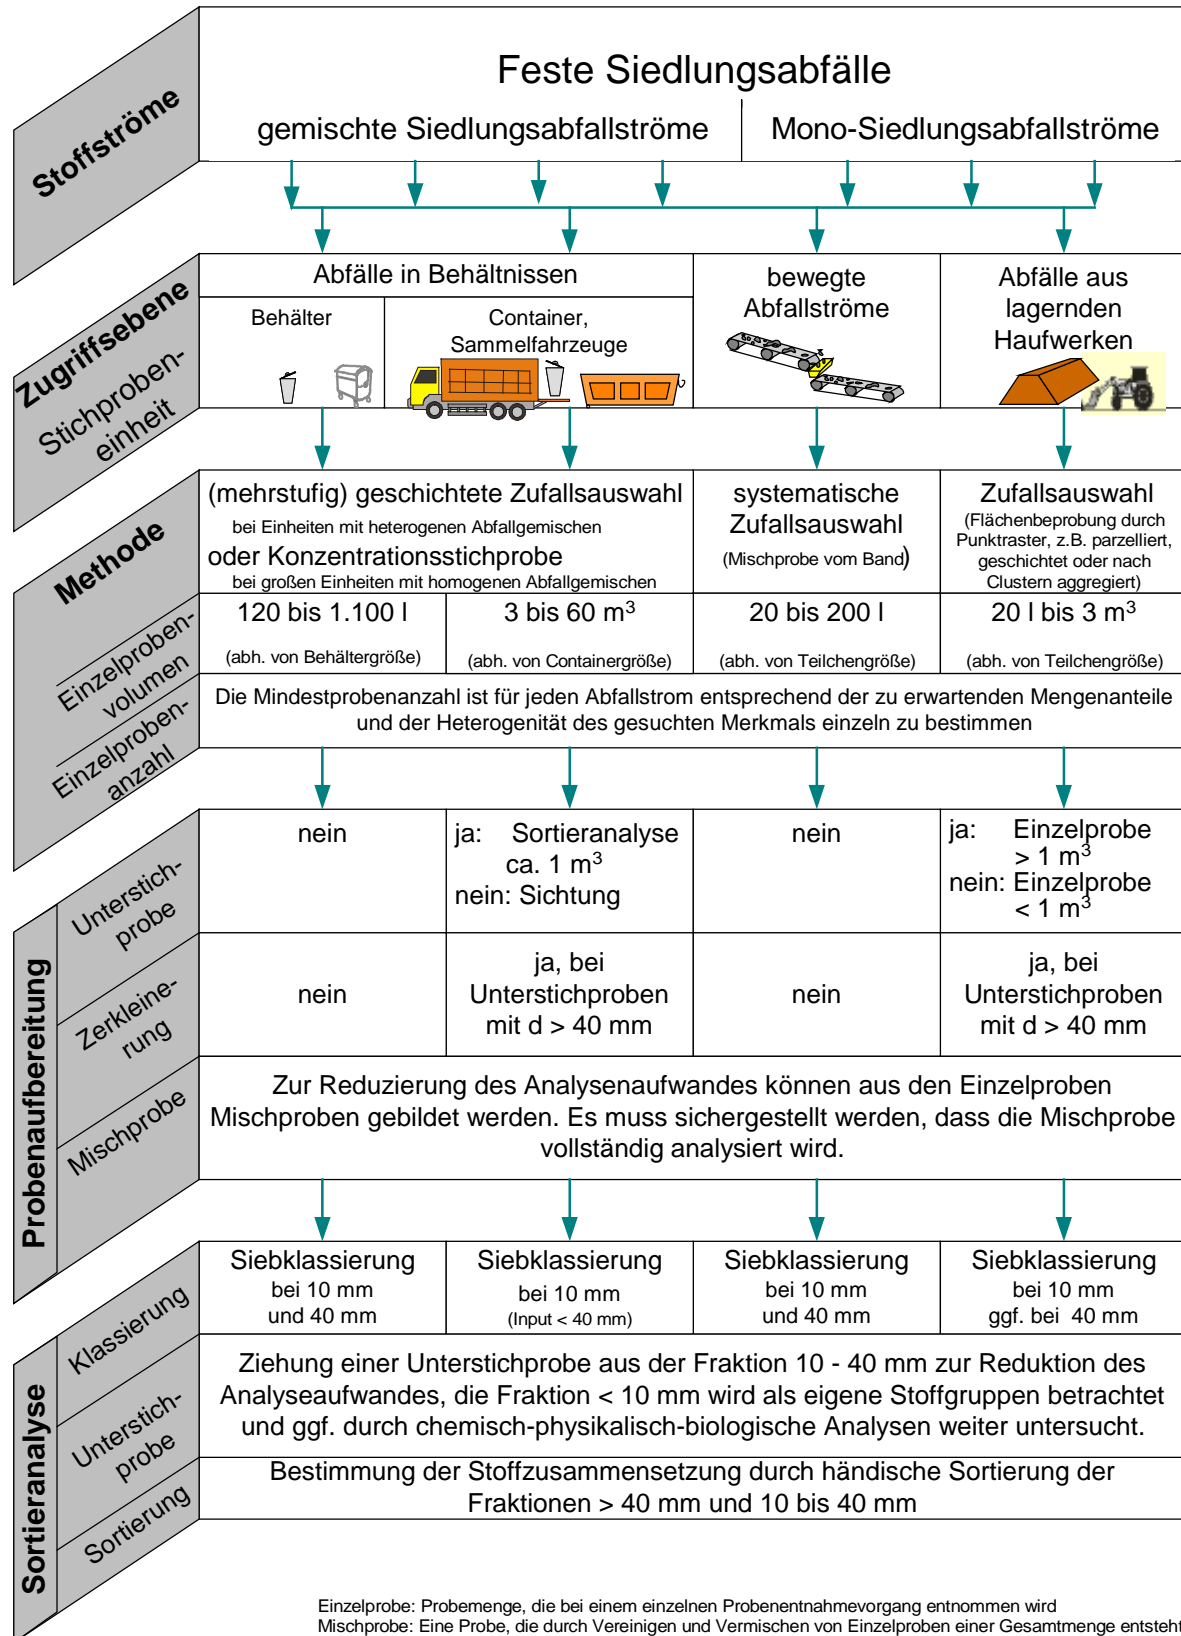 Stoffströme
Feste Siedlungsabfälle
gemischte Siedlungsabfallströme
Mono-Siedlungsabfallströme
Zugriffsebene
Stichproben-
einheit
Abfälle in Behältnissen
Behälter
Container,
Sammelfahrzeuge
bewegte
Abfallströme
Abfälle aus
lagernden
Haufwerken
Methode
(mehrstufig) geschichtete Zufallsauswahl
bei Einheiten mit heterogenen Abfallgemischen
oder Konzentrationsstichprobe
bei großen Einheiten mit homogenen Abfallgemischen
systematische
Zufallsauswahl
(Mischprobe vom Band)
Zufallsauswahl
(Flächenbeprobung durch
Punktraster, z.B. parzelliert,
geschichtet oder nach
Clustern aggregiert)
Einzelproben-
volumen
120 bis 1.100 l
(abh. von Behältergröße)
3 bis 60 m³
(abh. von Containergröße)
20 bis 200 l
(abh. von Teilchengröße)
20 l bis 3 m³
(abh. von Teilchengröße)
Einzelproben-
anzahl
Die Mindestprobenanzahl ist für jeden Abfallstrom entsprechend der zu erwartenden Mengenanteile
und der Heterogenität des gesuchten Merkmals einzeln zu bestimmen
Probenaufbereitung
Unterstich-
probe
nein
ja: Sortieranalyse
ca. 1 m³
nein: Sichtung
nein
ja: Einzelprobe
> 1 m³
nein: Einzelprobe
< 1 m³
Zerkleine-
rung
nein
ja, bei
Unterstichproben
mit d > 40 mm
nein
ja, bei
Unterstichproben
mit d > 40 mm
Mischprobe
Zur Reduzierung des Analysenaufwandes können aus den Einzelproben
Mischproben gebildet werden. Es muss sichergestellt werden, dass die Mischprobe
vollständig analysiert wird.
Sortieranalyse
Klassierung
Siebklassierung
bei 10 mm
und 40 mm
Siebklassierung
bei 10 mm
(Input < 40 mm)
Siebklassierung
bei 10 mm
und 40 mm
Siebklassierung
bei 10 mm
ggf. bei 40 mm
Unterstich-
probe
Ziehung einer Unterstichprobe aus der Fraktion 10 - 40 mm zur Reduktion des
Analyseaufwandes, die Fraktion < 10 mm wird als eigene Stoffgruppen betrachtet
und ggf. durch chemisch-physikalisch-biologische Analysen weiter untersucht.
Sortierung
Bestimmung der Stoffzusammensetzung durch händische Sortierung der
Fraktionen > 40 mm und 10 bis 40 mm
Einzelprobe: Probemenge, die bei einem einzelnen Probenentnahmevorgang entnommen wird
Mischprobe: Eine Probe, die durch Vereinigen und Vermischen von Einzelproben einer Gesamtmenge entsteht